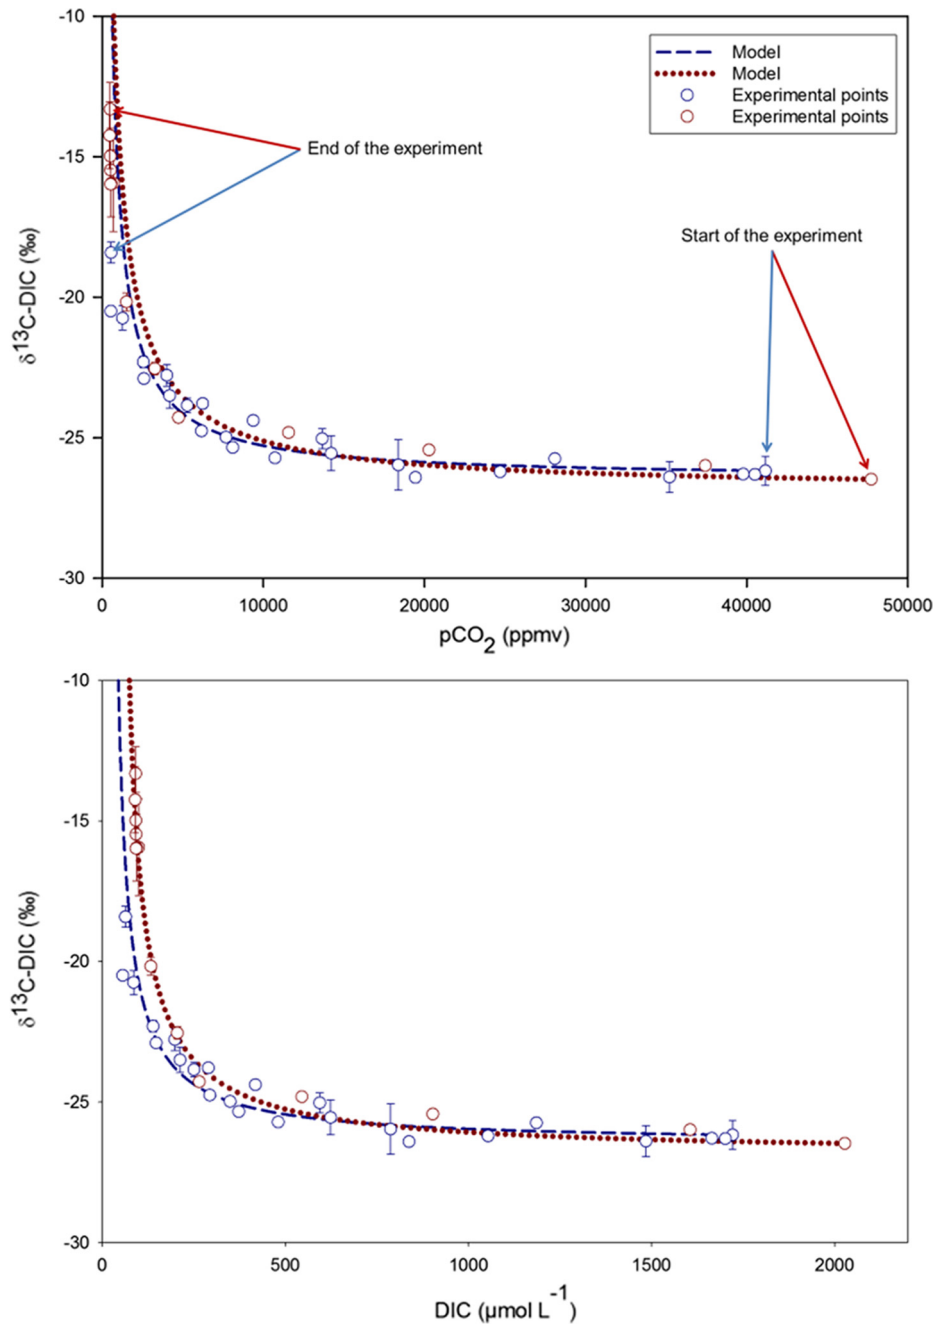 -10
-15
-20
-25
-30
δ13C-DIC (‰)
Model
Model
Experimental points
Experimental points
End of the experiment
Start of the experiment
0 10000 20000 30000 40000 50000
pCO2 (ppmv)
-10
-15
-20
-25
-30
δ13C-DIC (‰)
0 500 1000 1500 2000
DIC (µmol L-1)